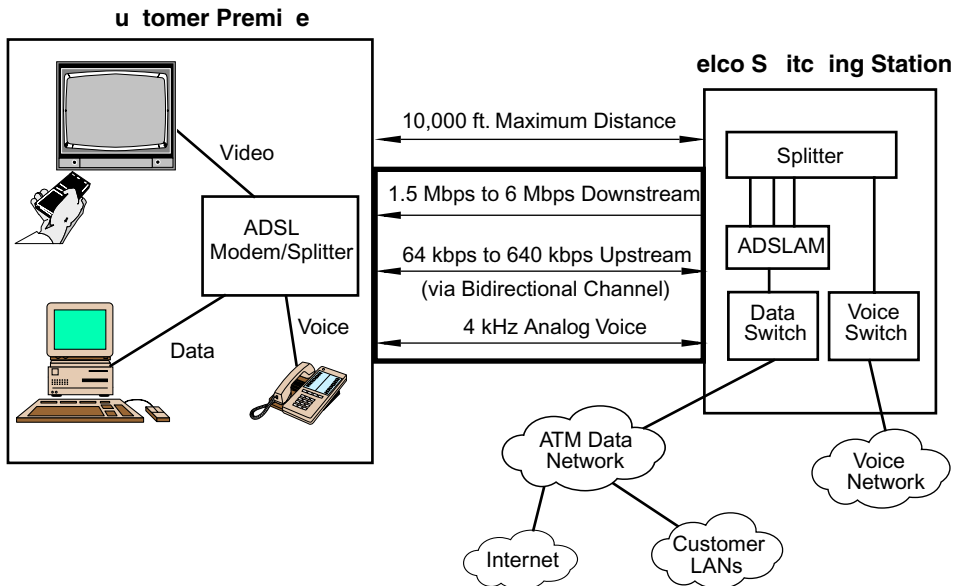 u tomer Premi e
elco S itc ing Station
10,000 ft. Maximum Distance
Splitter
Video
1.5 Mbps to 6 Mbps Downstream
ADSL
Modem/Splitter
ADSLAM
64 kbps to 640 kbps Upstream
(via Bidirectional Channel)
Data
Switch
Voice
Switch
4 kHz Analog Voice
Voice
Data
ATM Data
Network
Voice
Network
Internet
Customer
LANs